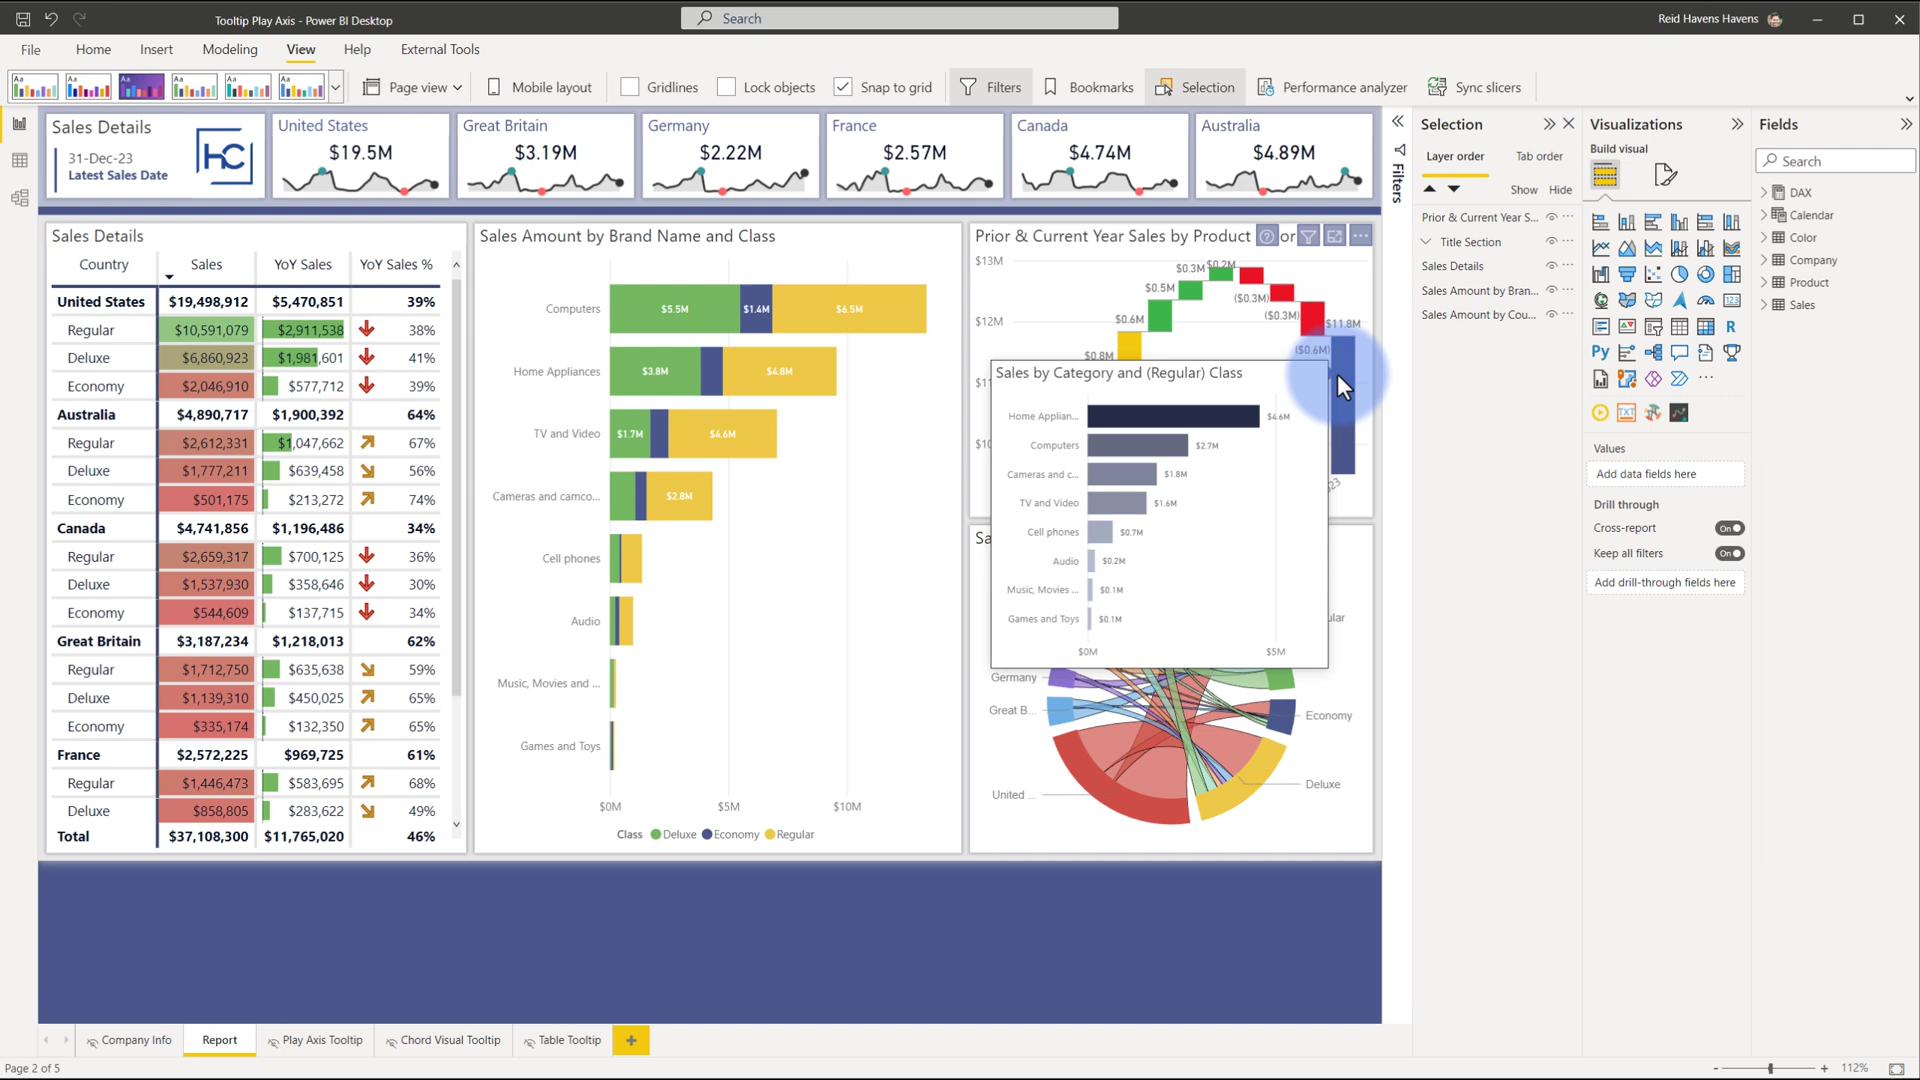 Tooltip Play Axis - Power BI Desktop
Search
Reid Havens Havens
File
Home
Insert
Modeling
View
Help
External Tools
Aa
Aa
Aa
Aa
Aa
Aa
Page view
Mobile layout
Gridlines
Lock objects
Snap to grid
Filters
Bookmarks
Selection
Performance analyzer
Sync slicers
Sales Details
31-Dec-23
Latest Sales Date
HC
United States
$19.5M
Great Britain
$3.19M
Germany
$2.22M
France
$2.57M
Canada
$4.74M
Australia
$4.89M
Sales Details
Country Sales YoY Sales YoY Sales %
United States $19,498,912 $5,470,851 39%
Regular $10,591,079 $2,911,538 38%
Deluxe $6,860,923 $1,981,601 41%
Economy $2,046,910 $577,712 39%
Australia $4,890,717 $1,900,392 64%
Regular $2,612,331 $1,047,662 67%
Deluxe $1,777,211 $639,458 56%
Economy $501,175 $213,272 74%
Canada $4,741,856 $1,196,486 34%
Regular $2,659,317 $700,125 36%
Deluxe $1,537,930 $358,646 30%
Economy $544,609 $137,715 34%
Great Britain $3,187,234 $1,218,013 62%
Regular $1,712,750 $635,638 59%
Deluxe $1,139,310 $450,025 65%
Economy $335,174 $132,350 65%
France $2,572,225 $969,725 61%
Regular $1,446,473 $583,695 68%
Deluxe $858,805 $283,622 49%
Total $37,108,300 $11,765,020 46%
Sales Amount by Brand Name and Class
Computers $5.5M $1.4M $6.5M
Home Appliances $3.8M $4.8M
TV and Video $1.7M $4.6M
Cameras and camco... $2.8M
Cell phones
Audio
Music, Movies and ...
Games and Toys
$0M $5M $10M
Class Deluxe Economy Regular
Prior & Current Year Sales by Product or
$13M
$12M
$0.8M
$0.6M
$0.5M
$0.3M
$0.2M
($0.3M)
($0.3M)
($0.6M)
$11.8M
Sales by Category and (Regular) Class
Home Applian... $4.6M
Computers $2.7M
Cameras and c... $1.8M
TV and Video $1.6M
Cell phones $0.7M
Audio $0.2M
Music, Movies ... $0.1M
Games and Toys $0.1M
$0M $5M
Sa
Germany
Great B...
United ...
Economy
Deluxe
Filters
Selection
Layer order
Tab order
Show Hide
Prior & Current Year S...
Title Section
Sales Details
Sales Amount by Bran...
Sales Amount by Cou...
Visualizations
Build visual
123
R
Py
TXT
Values
Add data fields here
Drill through
Cross-report On
Keep all filters On
Add drill-through fields here
Fields
Search
DAX
Calendar
Color
Company
Product
Sales
Company Info
Report
Play Axis Tooltip
Chord Visual Tooltip
Table Tooltip
Page 2 of 5
112%